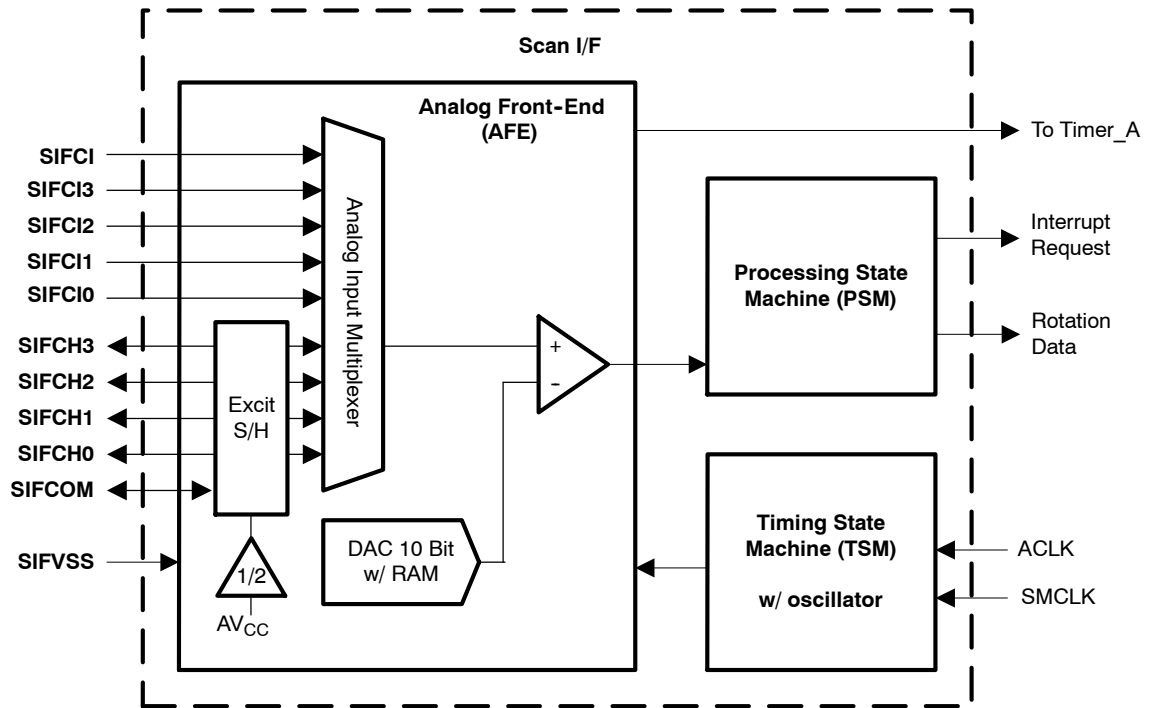 Scan I/F
Analog Front-End
(AFE)
To Timer_A
SIFCI
SIFCI3
SIFCI2
SIFCI1
SIFCI0
SIFCH3
SIFCH2
SIFCH1
SIFCH0
SIFCOM
SIFVSS
Analog Input Multiplexer
Excit
S/H
1/2
AVCC
DAC 10 Bit
w/ RAM
+
-
Processing State
Machine (PSM)
Interrupt
Request
Rotation
Data
Timing State
Machine (TSM)
w/ oscillator
ACLK
SMCLK